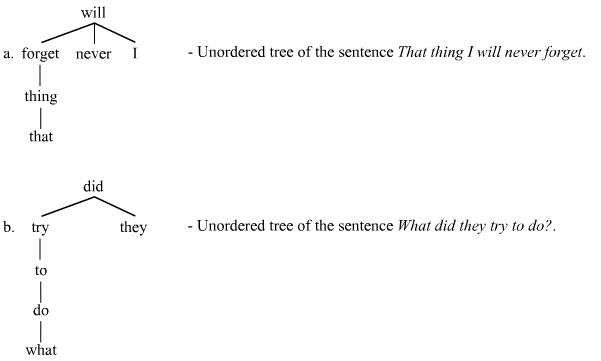 will
a. forget never I - Unordered tree of the sentence That thing I will never forget.
thing
that
did
b. try they - Unordered tree of the sentence What did they try to do?.
to
do
what